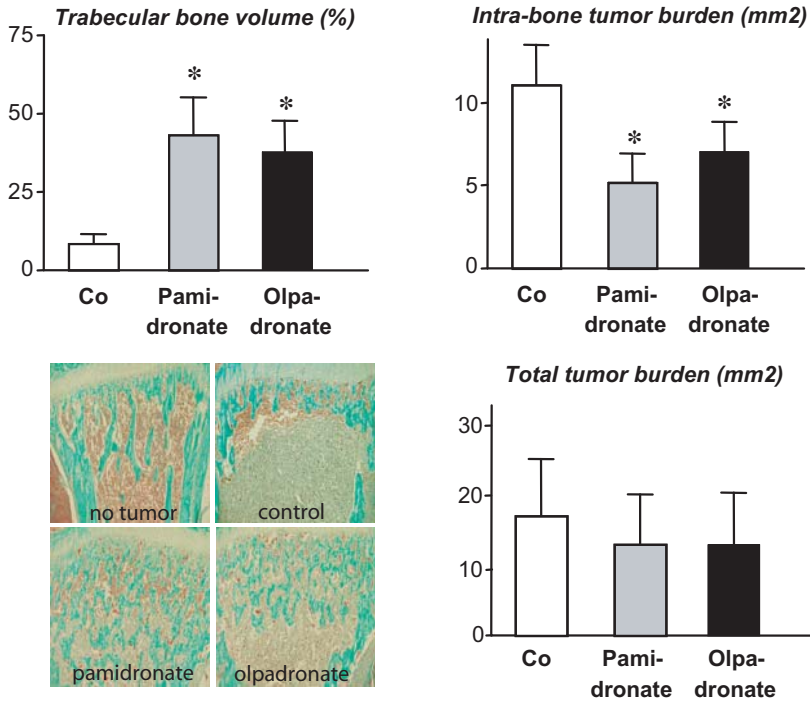 Trabecular bone volume (%)
75
50
25
0
*
*
Co
Pami-
dronate
Olpa-
dronate
Intra-bone tumor burden (mm2)
10
5
0
*
*
Co
Pami-
dronate
Olpa-
dronate
no tumor
control
pamidronate
olpadronate
Total tumor burden (mm2)
30
20
10
0
Co
Pami-
dronate
Olpa-
dronate